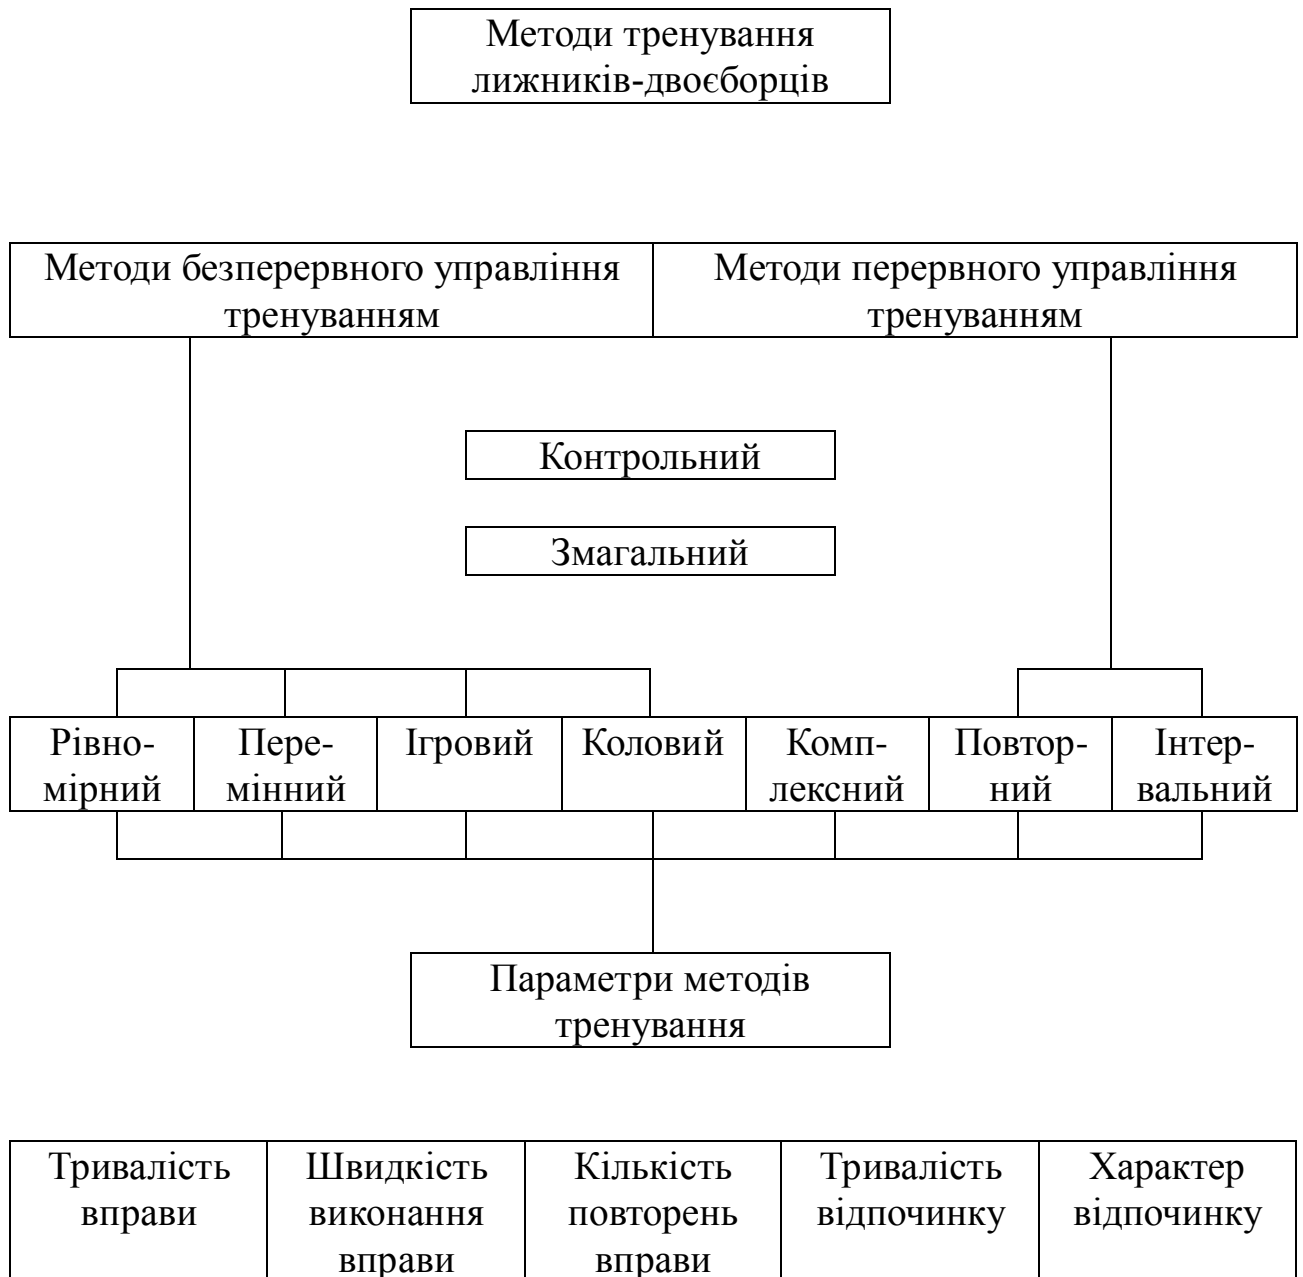 Методи тренування
лижників-двоєборців
Методи безперервного управління
тренуванням
Методи перервного управління
тренуванням
Контрольний
Змагальний
Рівно-
мірний
Пере-
мінний
Ігровий
Коловий
Комп-
лексний
Повтор-
ний
Інтер-
вальний
Параметри методів
тренування
Тривалість
вправи
Швидкість
виконання
вправи
Кількість
повторень
вправи
Тривалість
відпочинку
Характер
відпочинку